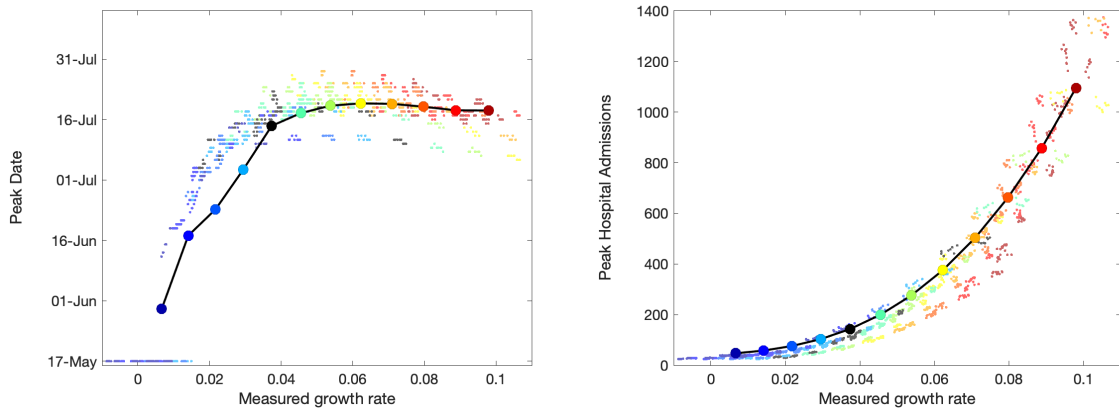 Peak Date
31-Jul
16-Jul
01-Jul
16-Jun
01-Jun
17-May
0 0.02 0.04 0.06 0.08 0.1
Measured growth rate
Peak Hospital Admissions
1400
1200
1000
800
600
400
200
0
0 0.02 0.04 0.06 0.08 0.1
Measured growth rate